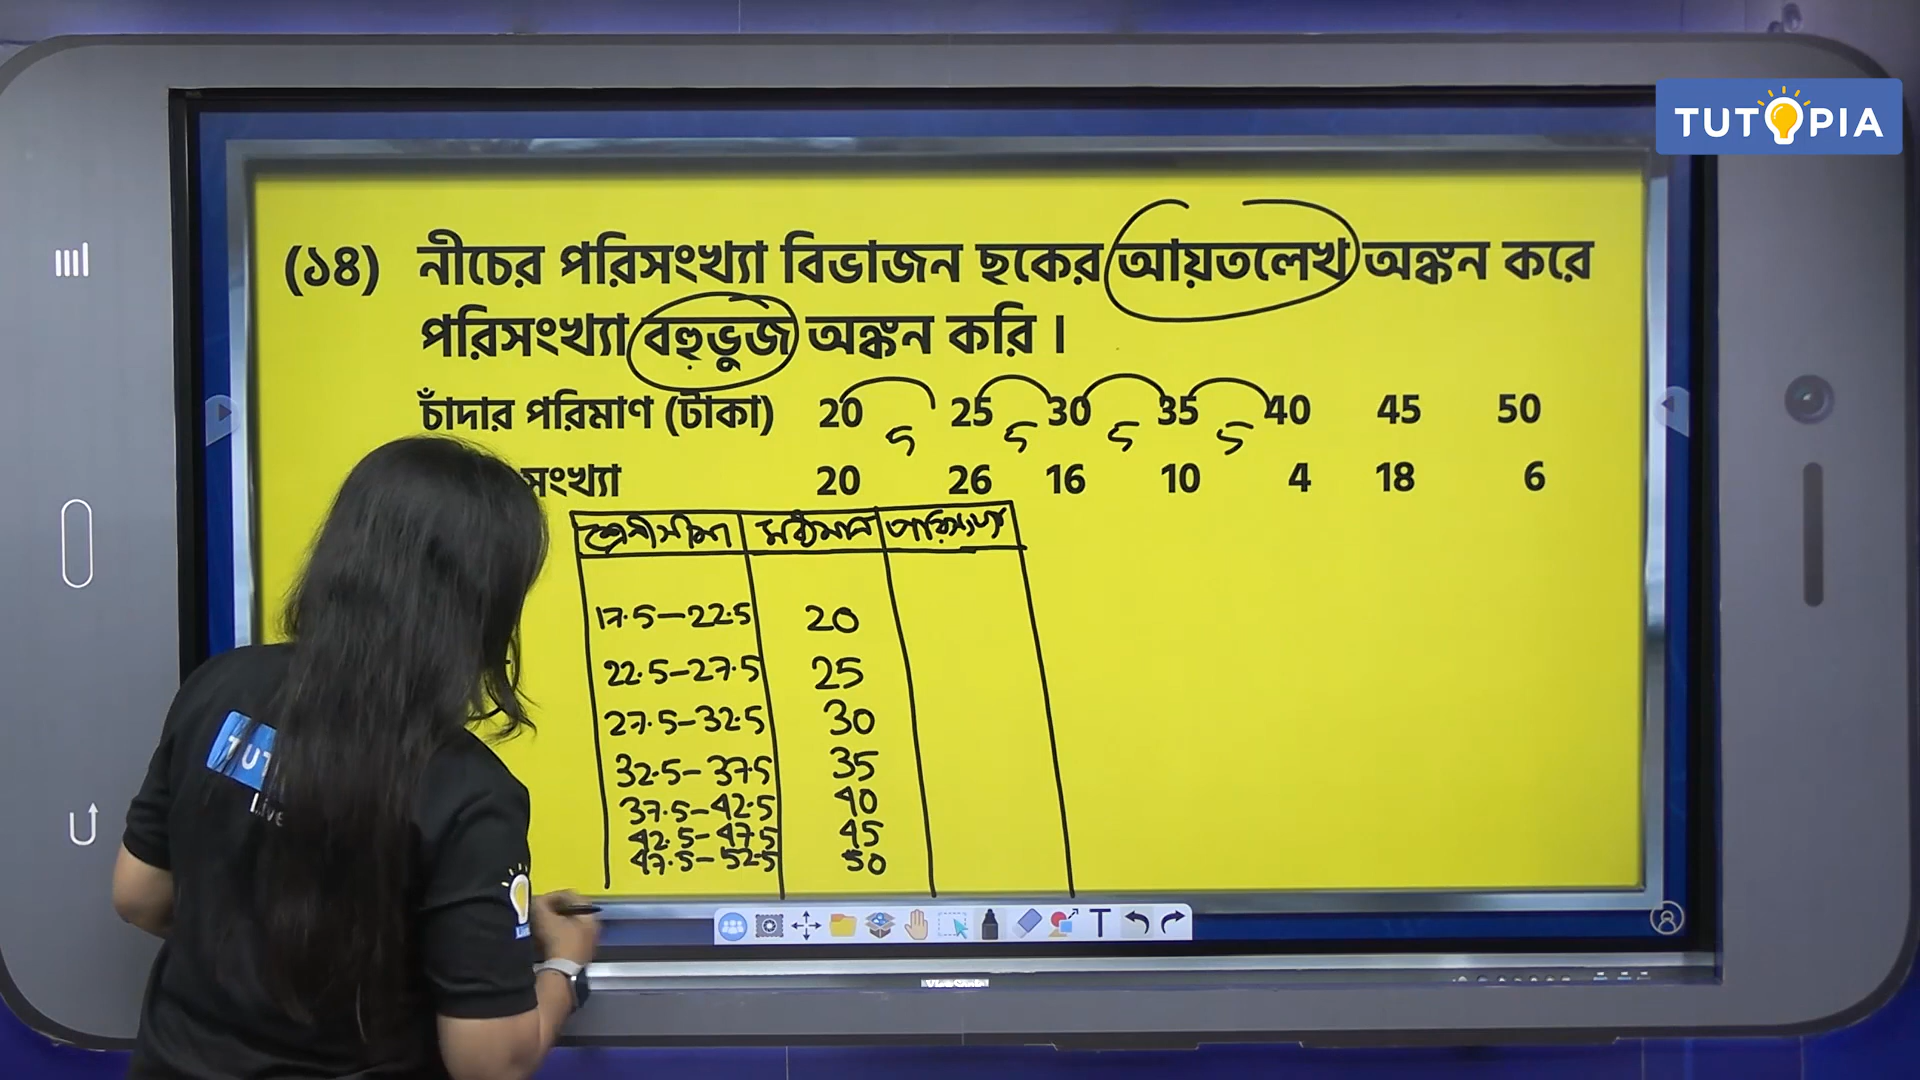 TUTOPIA
(১৪) নীচের পরিসংখ্যা বিভাজন ছকের আয়তলেখ অঙ্কন করে
পরিসংখ্যা বহুভুজ অঙ্কন করি ।
চাঁদার পরিমাণ (টাকা) 20 25 30 35 40 45 50
5 5 5 5
সংখ্যা 20 26 16 10 4 18 6
শ্রেণীসীমা মধ্যমান পরিসংখ্যা
17.5-22.5 20
22.5-27.5 25
27.5-32.5 30
32.5-37.5 35
37.5-42.5 40
42.5-47.5 45
47.5-52.5 50
TUT
Live
T